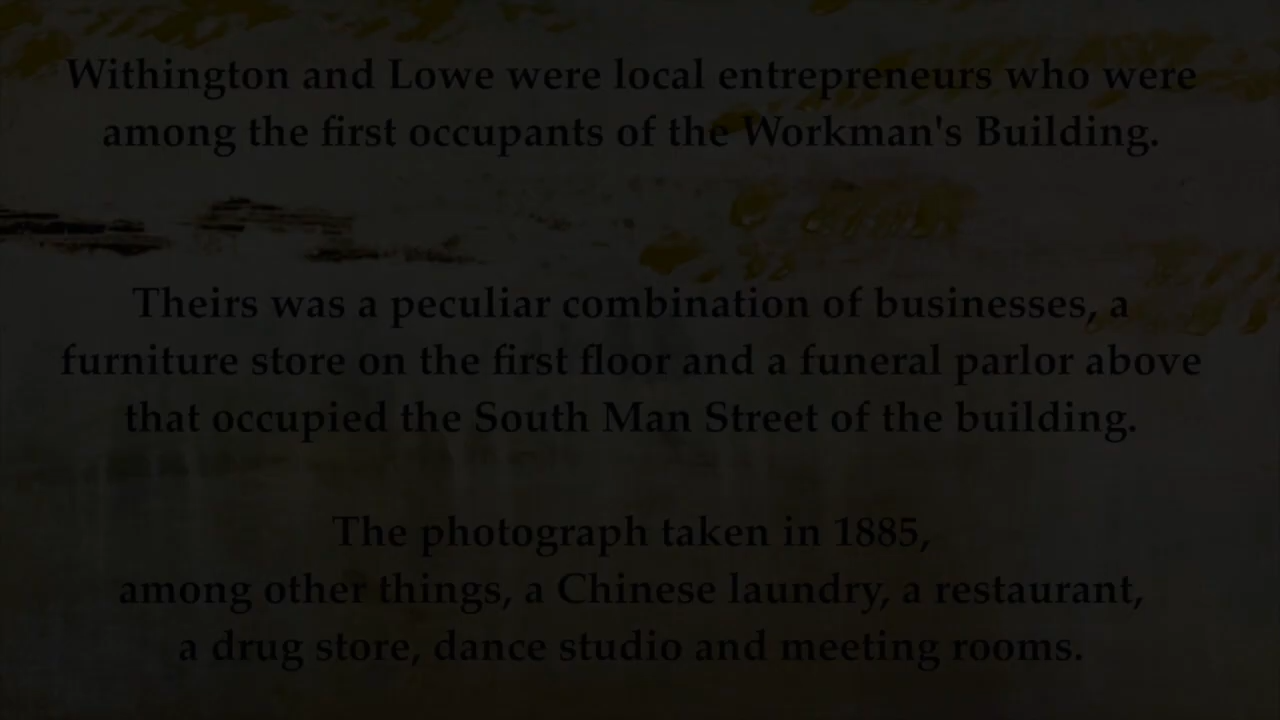 Withington and Lowe were local entrepreneurs who were
among the first occupants of the Workman's Building.
Theirs was a peculiar combination of businesses, a
furniture store on the first floor and a funeral parlor above
that occupied the South Man Street of the building.
The photograph taken in 1885,
among other things, a Chinese laundry, a restaurant,
a drug store, dance studio and meeting rooms.